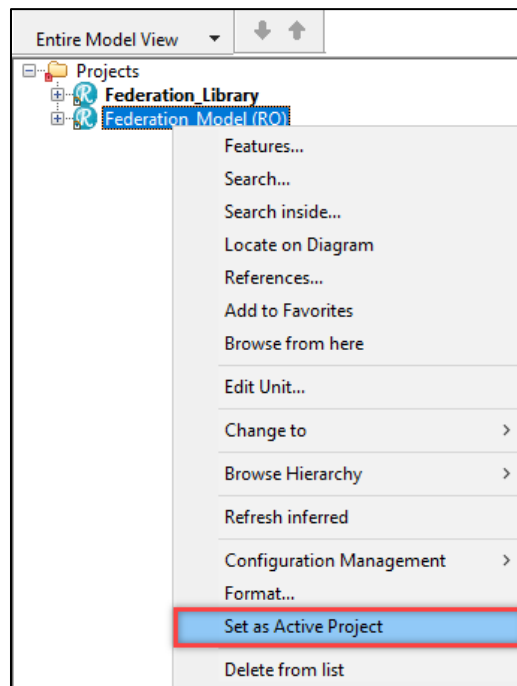 Entire Model View
Projects
Federation_Library
Federation_Model (RO)
Features...
Search...
Search inside...
Locate on Diagram
References...
Add to Favorites
Browse from here
Edit Unit...
Change to
Browse Hierarchy
Refresh inferred
Configuration Management
Format...
Set as Active Project
Delete from list